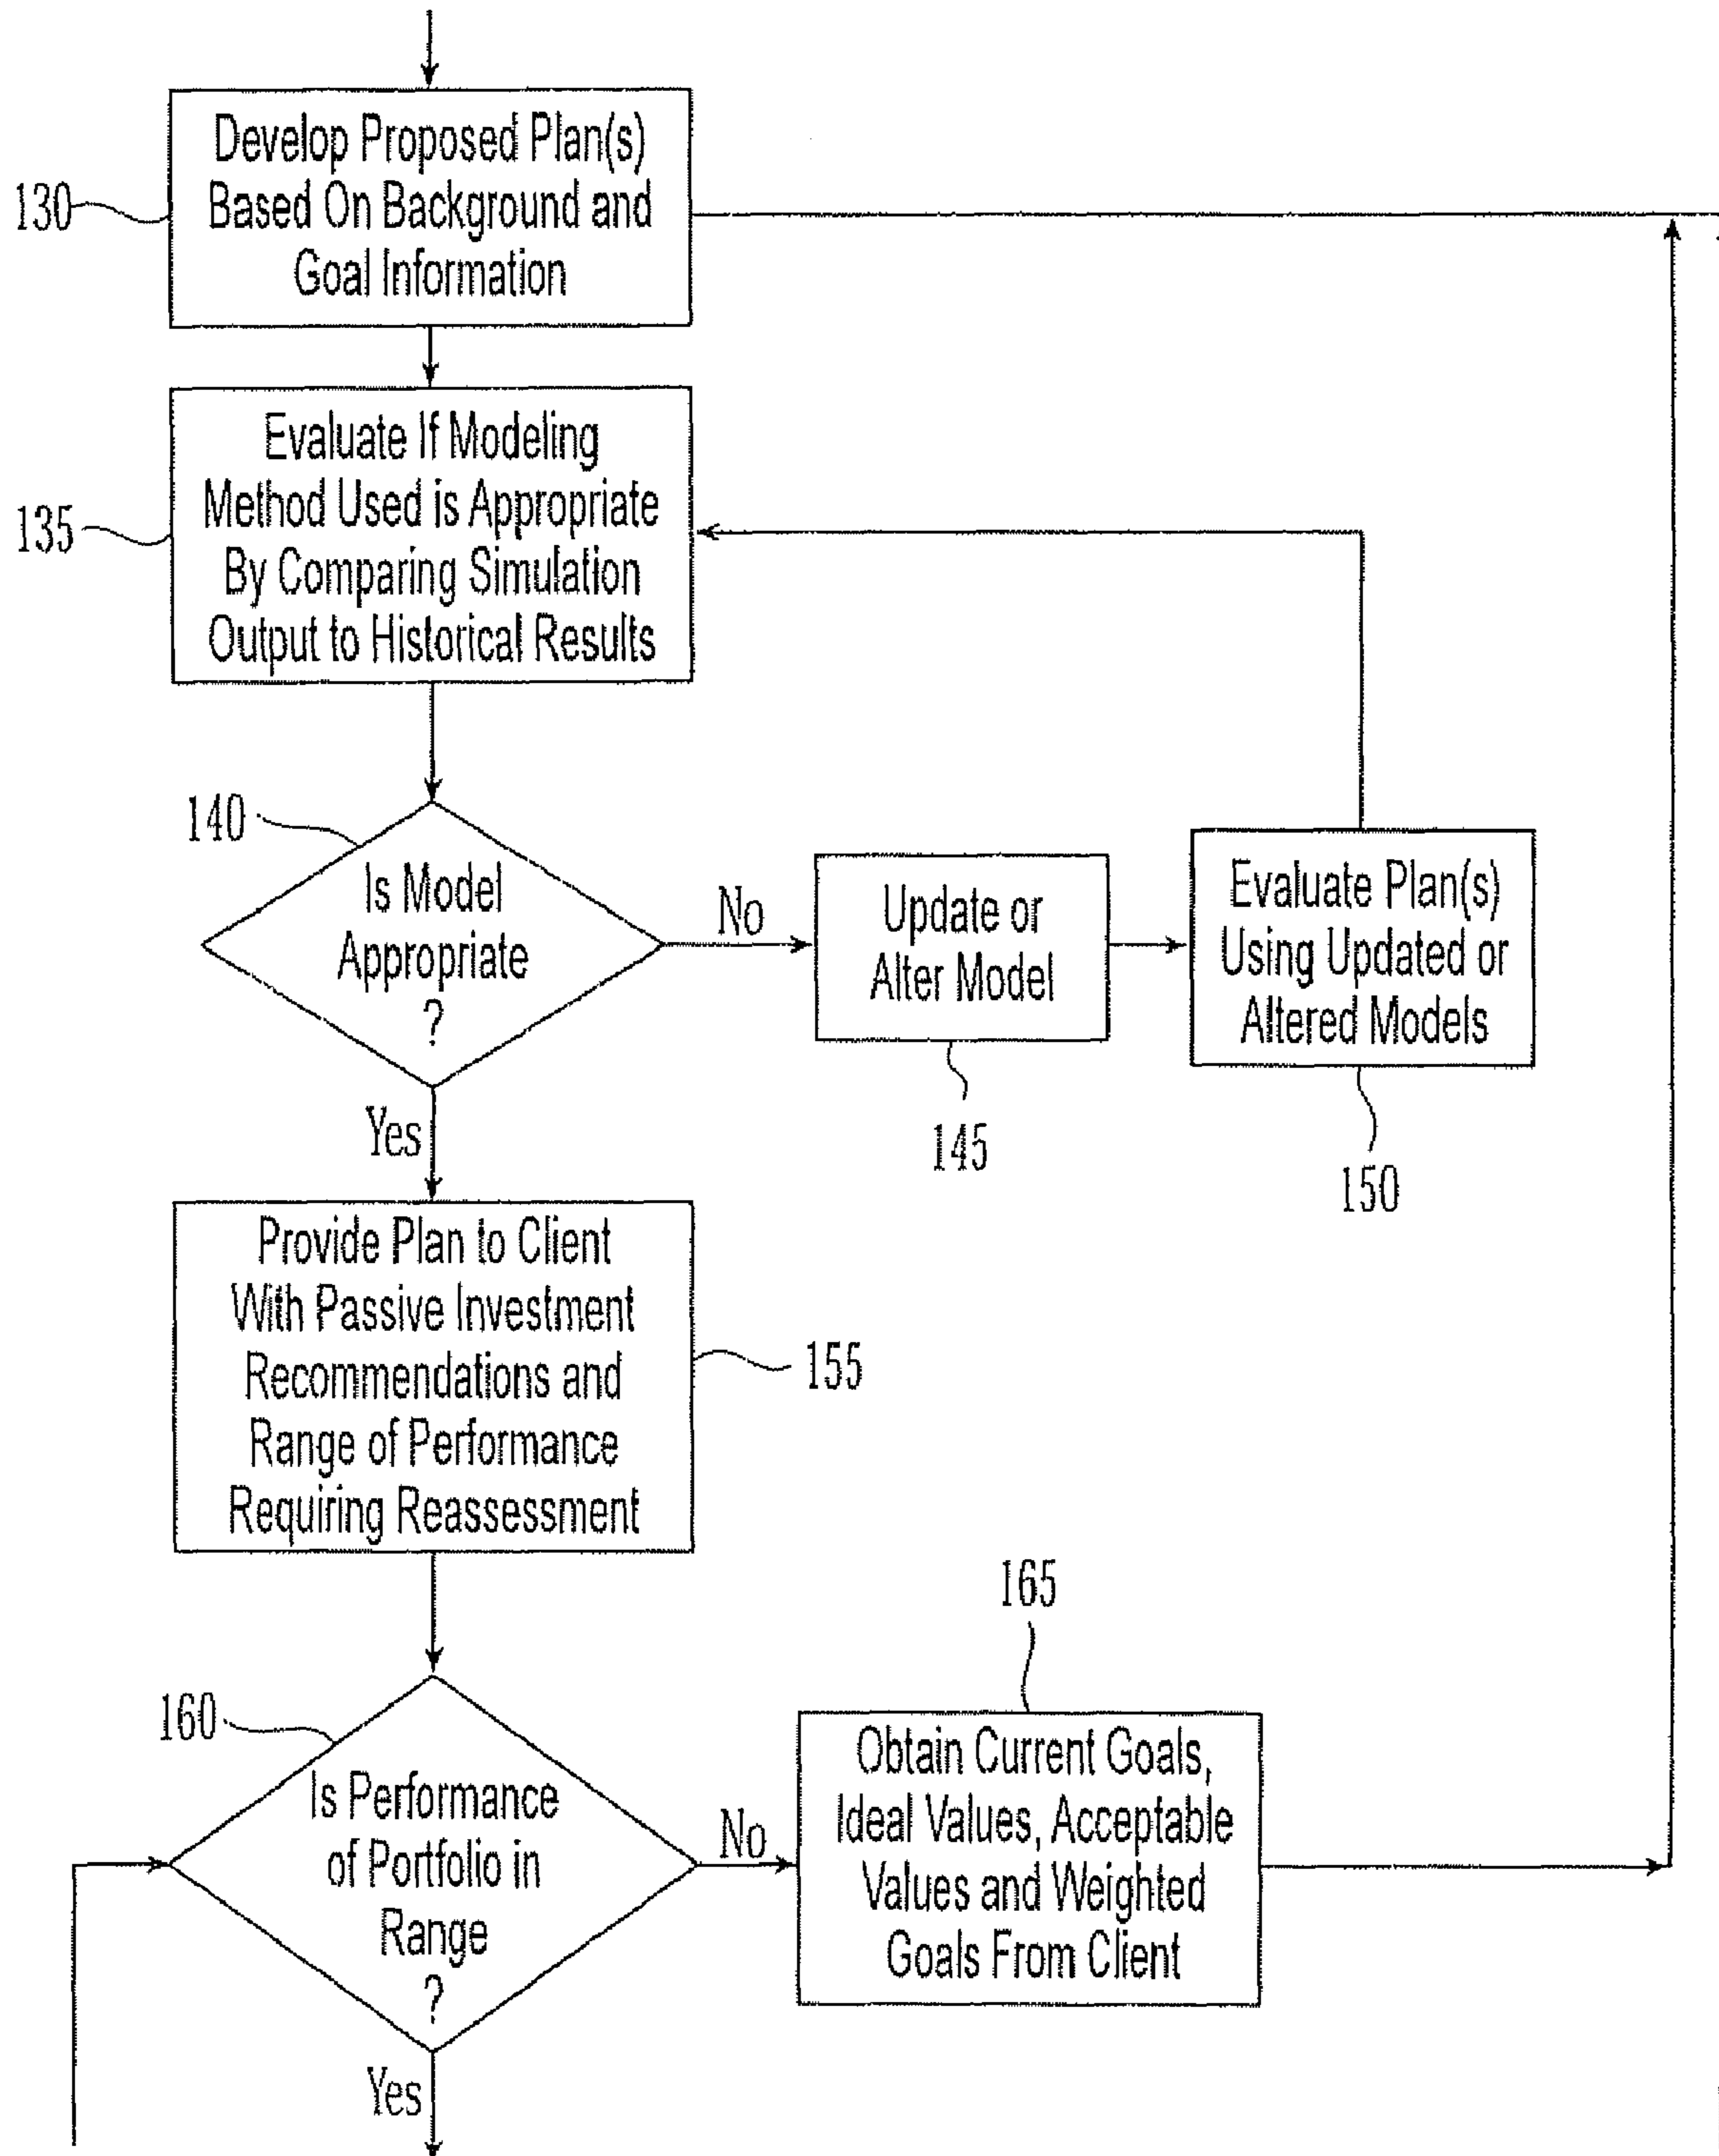 Develop Proposed Plan(s)
Based On Background and
Goal Information
130
Evaluate If Modeling
Method Used is Appropriate
By Comparing Simulation
Output to Historical Results
135
140
Is Model
Appropriate
?
No
Update or
Alter Model
145
Evaluate Plan(s)
Using Updated or
Altered Models
150
Yes
Provide Plan to Client
With Passive Investment
Recommendations and
Range of Performance
Requiring Reassessment
155
160
Is Performance
of Portfolio in
Range
?
No
165
Obtain Current Goals,
Ideal Values, Acceptable
Values and Weighted
Goals From Client
Yes